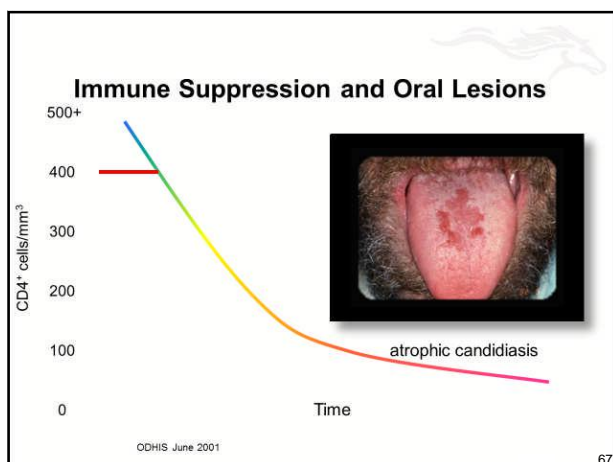 Immune Suppression and Oral Lesions
500+
400
300
200
100
0
CD4⁺ cells/mm³
atrophic candidiasis
Time
ODHIS June 2001
67